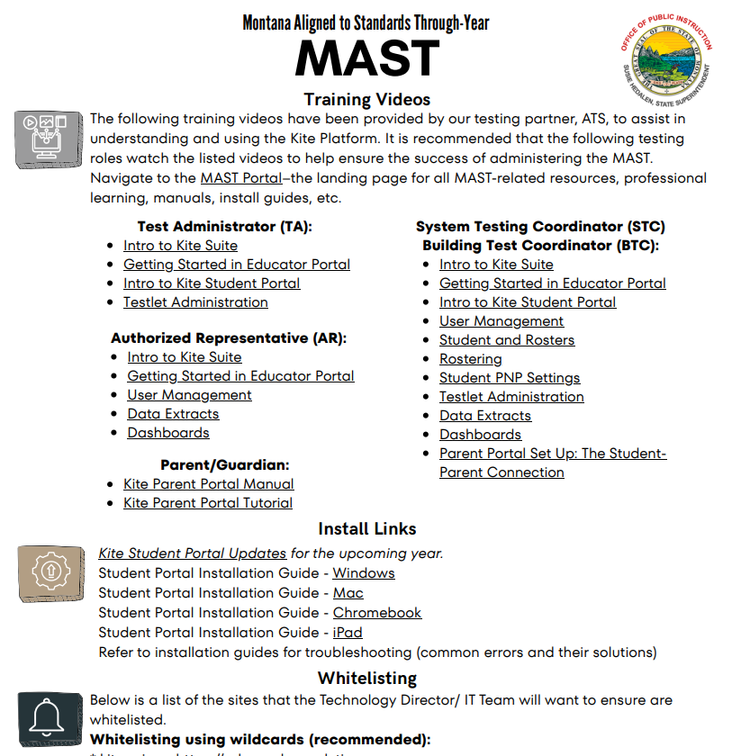 Montana Aligned to Standards Through-Year
MAST
OFFICE OF PUBLIC INSTRUCTION
SUSIE HEDALEN, STATE SUPERINTENDENT
Training Videos
The following training videos have been provided by our testing partner, ATS, to assist in
understanding and using the Kite Platform. It is recommended that the following testing
roles watch the listed videos to help ensure the success of administering the MAST.
Navigate to the MAST Portal–the landing page for all MAST-related resources, professional
learning, manuals, install guides, etc.
Test Administrator (TA):
• Intro to Kite Suite
• Getting Started in Educator Portal
• Intro to Kite Student Portal
• Testlet Administration
Authorized Representative (AR):
• Intro to Kite Suite
• Getting Started in Educator Portal
• User Management
• Data Extracts
• Dashboards
Parent/Guardian:
• Kite Parent Portal Manual
• Kite Parent Portal Tutorial
System Testing Coordinator (STC)
Building Test Coordinator (BTC):
• Intro to Kite Suite
• Getting Started in Educator Portal
• Intro to Kite Student Portal
• User Management
• Student and Rosters
• Rostering
• Student PNP Settings
• Testlet Administration
• Data Extracts
• Dashboards
• Parent Portal Set Up: The Student-
Parent Connection
Install Links
Kite Student Portal Updates for the upcoming year.
Student Portal Installation Guide - Windows
Student Portal Installation Guide - Mac
Student Portal Installation Guide - Chromebook
Student Portal Installation Guide - iPad
Refer to installation guides for troubleshooting (common errors and their solutions)
Whitelisting
Below is a list of the sites that the Technology Director/ IT Team will want to ensure are
whitelisted.
Whitelisting using wildcards (recommended):